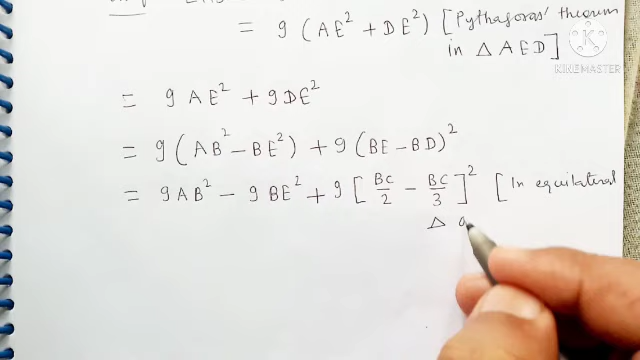 = 9 (AE² + DE²) [Pythagoras' theorem
in △ AED]
= 9 AE² + 9 DE²
= 9 (AB² − BE²) + 9 (BE − BD)²
= 9 AB² − 9 BE² + 9 [BC/2 − BC/3]² [In equilateral
△
KINEMASTER